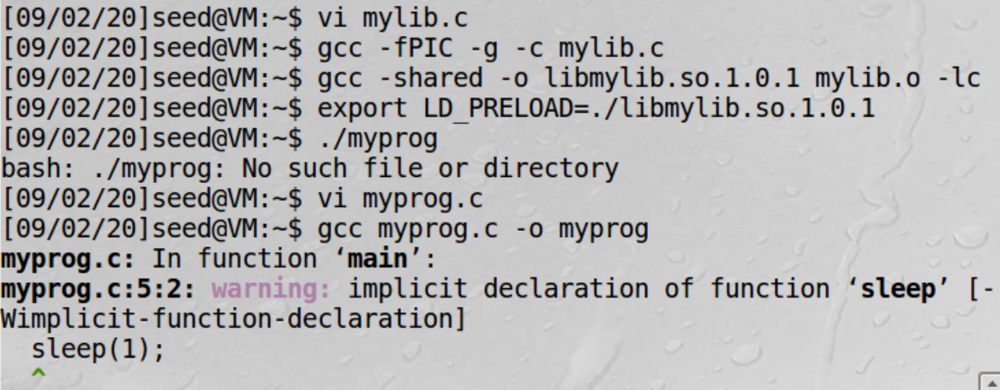 [09/02/20]seed@VM:~$ vi mylib.c
[09/02/20]seed@VM:~$ gcc -fPIC -g -c mylib.c
[09/02/20]seed@VM:~$ gcc -shared -o libmylib.so.1.0.1 mylib.o -lc
[09/02/20]seed@VM:~$ export LD_PRELOAD=./libmylib.so.1.0.1
[09/02/20]seed@VM:~$ ./myprog
bash: ./myprog: No such file or directory
[09/02/20]seed@VM:~$ vi myprog.c
[09/02/20]seed@VM:~$ gcc myprog.c -o myprog
myprog.c: In function ‘main’:
myprog.c:5:2: warning: implicit declaration of function ‘sleep’ [-
Wimplicit-function-declaration]
  sleep(1);
  ^